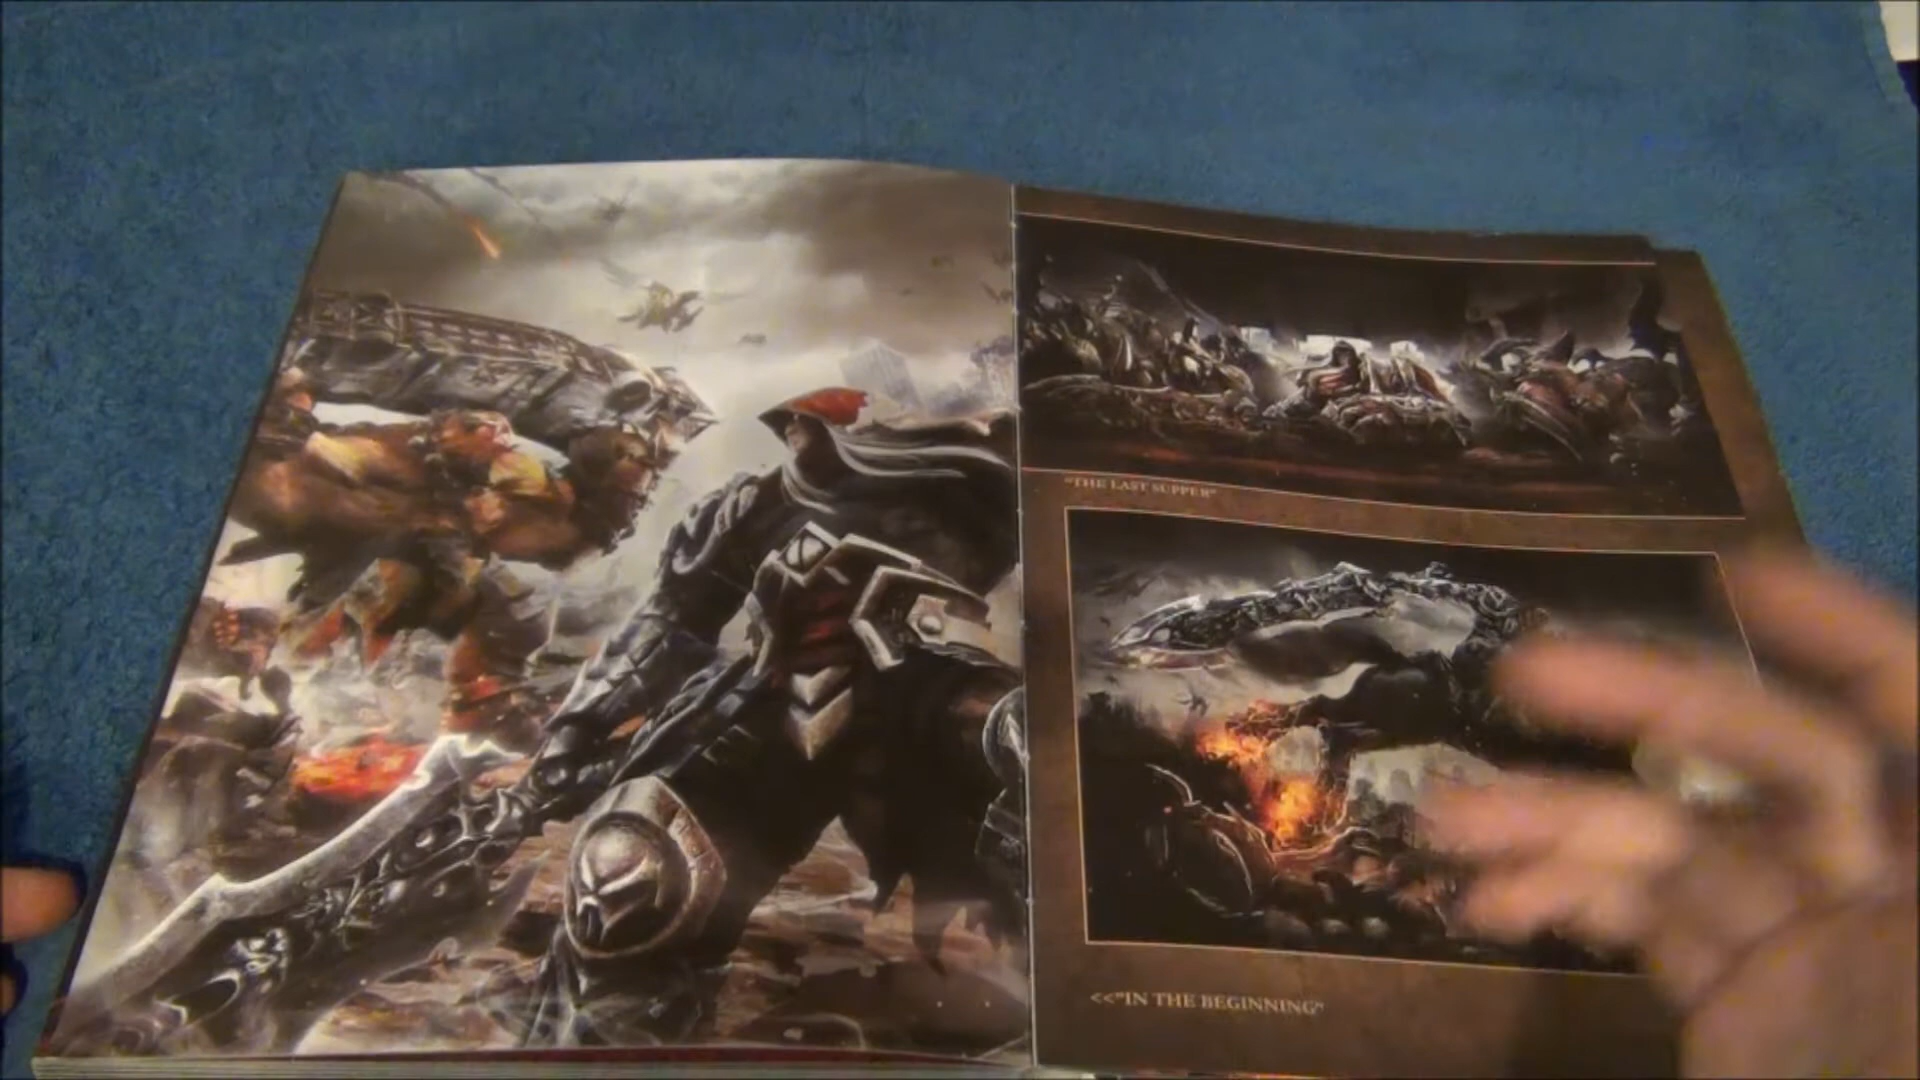 "THE LAST SUPPER"
<<"IN THE BEGINNING"